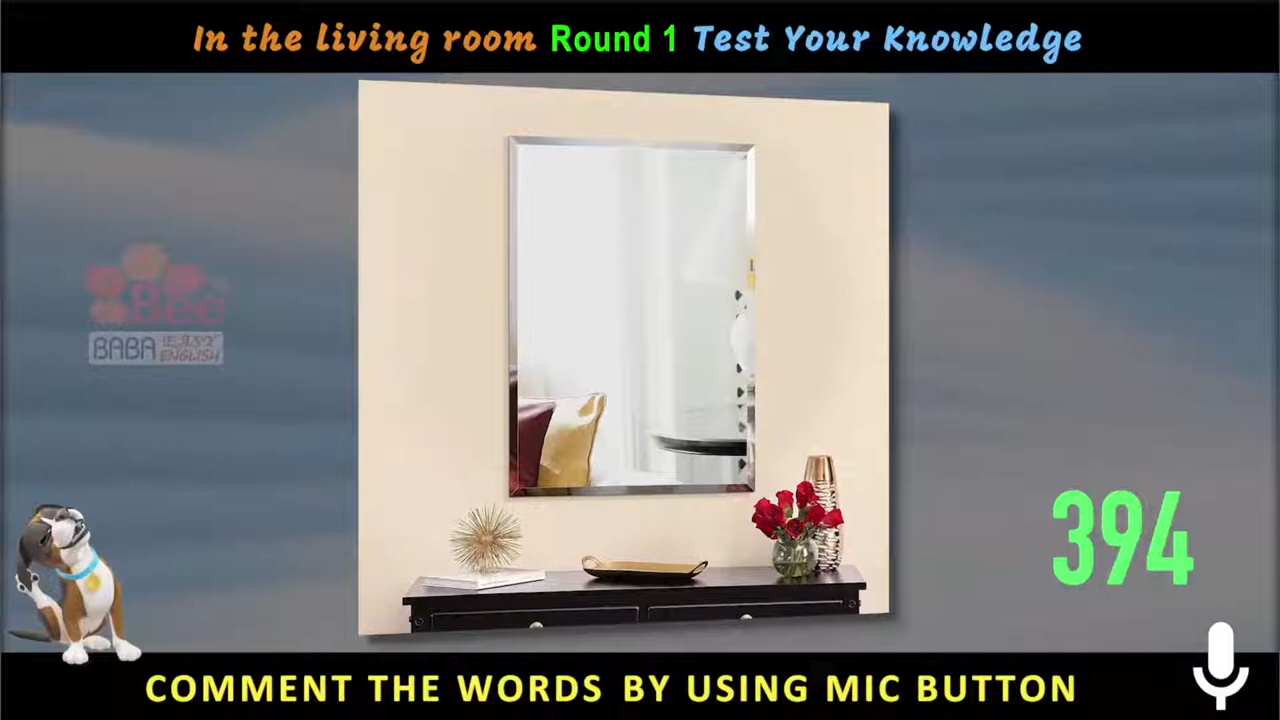 In the living room Round 1 Test Your Knowledge
Bee
BABA EASY ENGLISH
394
COMMENT THE WORDS BY USING MIC BUTTON